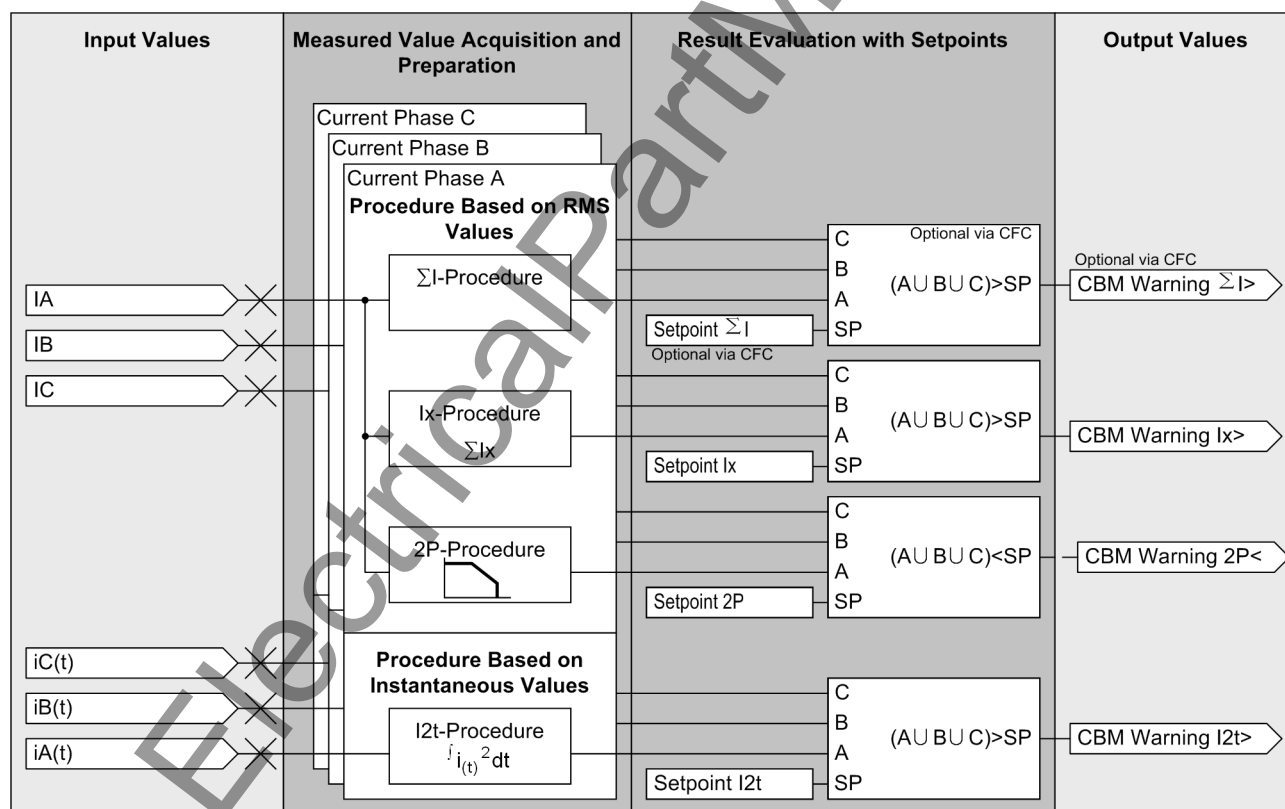 Input Values
Measured Value Acquisition and
Preparation
Result Evaluation with Setpoints
Output Values
Current Phase C
Current Phase B
Current Phase A
Procedure Based on RMS
Values
∑I-Procedure
Ix-Procedure
∑Ix
2P-Procedure
Procedure Based on
Instantaneous Values
I2t-Procedure
∫i(t)²dt
IA
IB
IC
iC(t)
iB(t)
iA(t)
Optional via CFC
C
B
A
SP
(A∪B∪C)>SP
Setpoint ∑I
Optional via CFC
C
B
A
SP
(A∪B∪C)>SP
Setpoint Ix
C
B
A
SP
(A∪B∪C)<SP
Setpoint 2P
C
B
A
SP
(A∪B∪C)>SP
Setpoint I2t
Optional via CFC
CBM Warning ∑I>
CBM Warning Ix>
CBM Warning 2P<
CBM Warning I2t>
ElectricalPartM